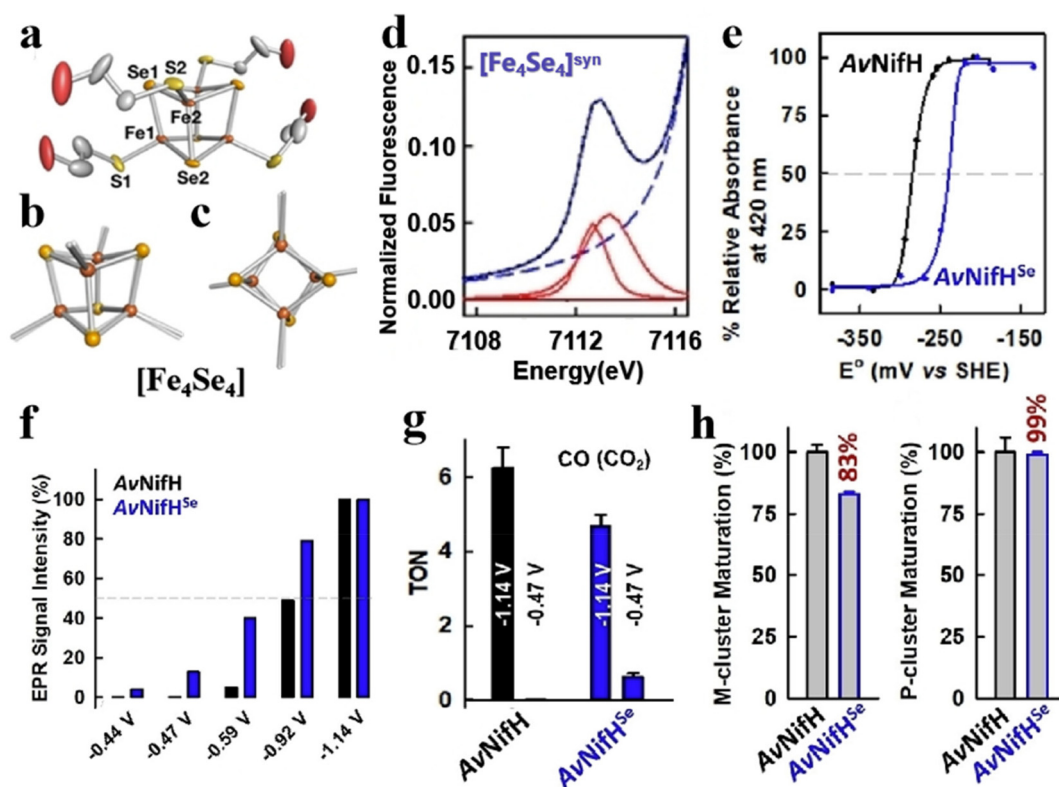 a
Se1
S2
Fe1
Fe2
S1
Se2
b
c
[Fe₄Se₄]
d
[Fe₄Se₄]ˢʸⁿ
Normalized Fluorescence
0.15
0.10
0.05
0.00
7108
7112
7116
Energy(eV)
e
AvNifH
AvNifHSe
% Relative Absorbance
at 420 nm
100
75
50
25
0
-350
-250
-150
E° (mV vs SHE)
f
AvNifH
AvNifHSe
EPR Signal Intensity (%)
100
80
60
40
20
0
-0.44 V
-0.47 V
-0.59 V
-0.92 V
-1.14 V
g
CO (CO₂)
TON
6
4
2
0
-1.14 V
-0.47 V
-1.14 V
-0.47 V
AvNifH
AvNifHSe
h
M-cluster Maturation (%)
100
75
50
25
0
83%
AvNifH
AvNifHSe
P-cluster Maturation (%)
100
75
50
25
0
99%
AvNifH
AvNifHSe